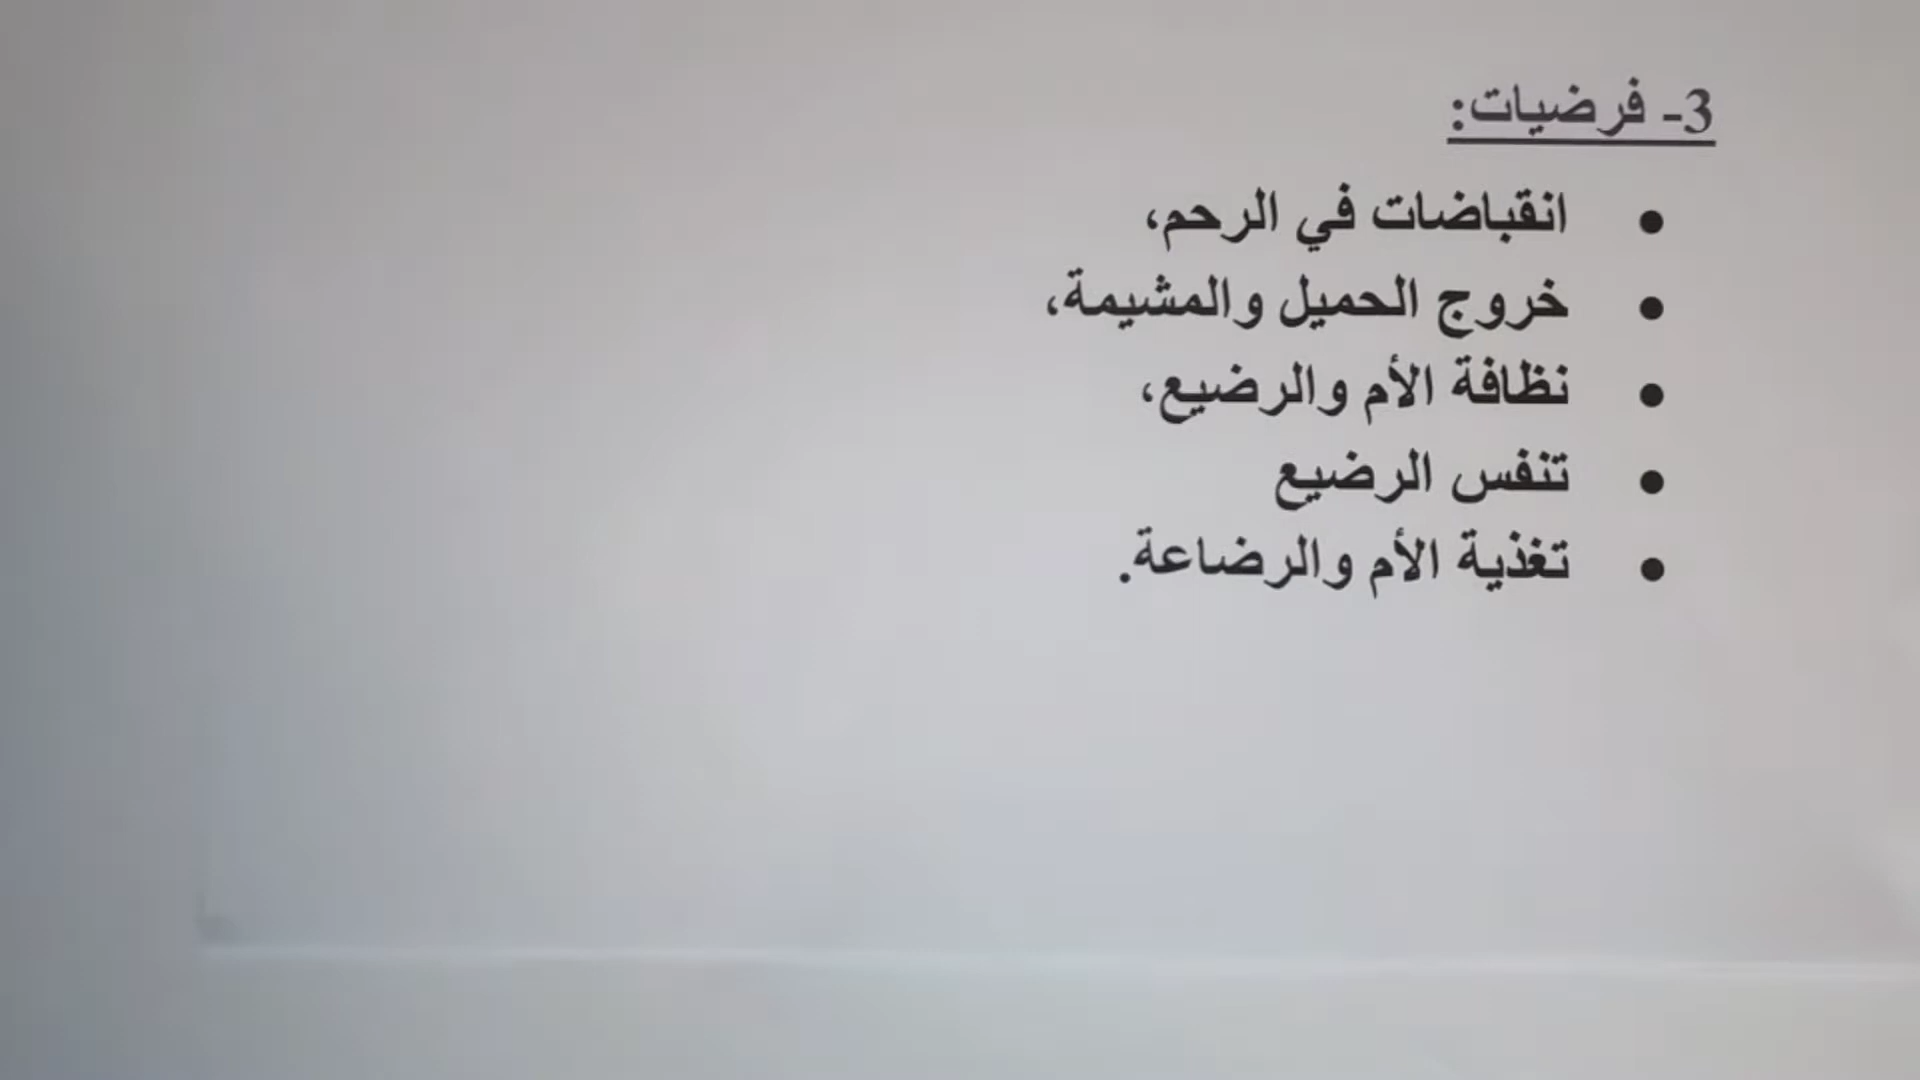 3- فرضيات:
• انقباضات في الرحم،
• خروج الحميل والمشيمة،
• نظافة الأم والرضيع،
• تنفس الرضيع
• تغذية الأم والرضاعة.